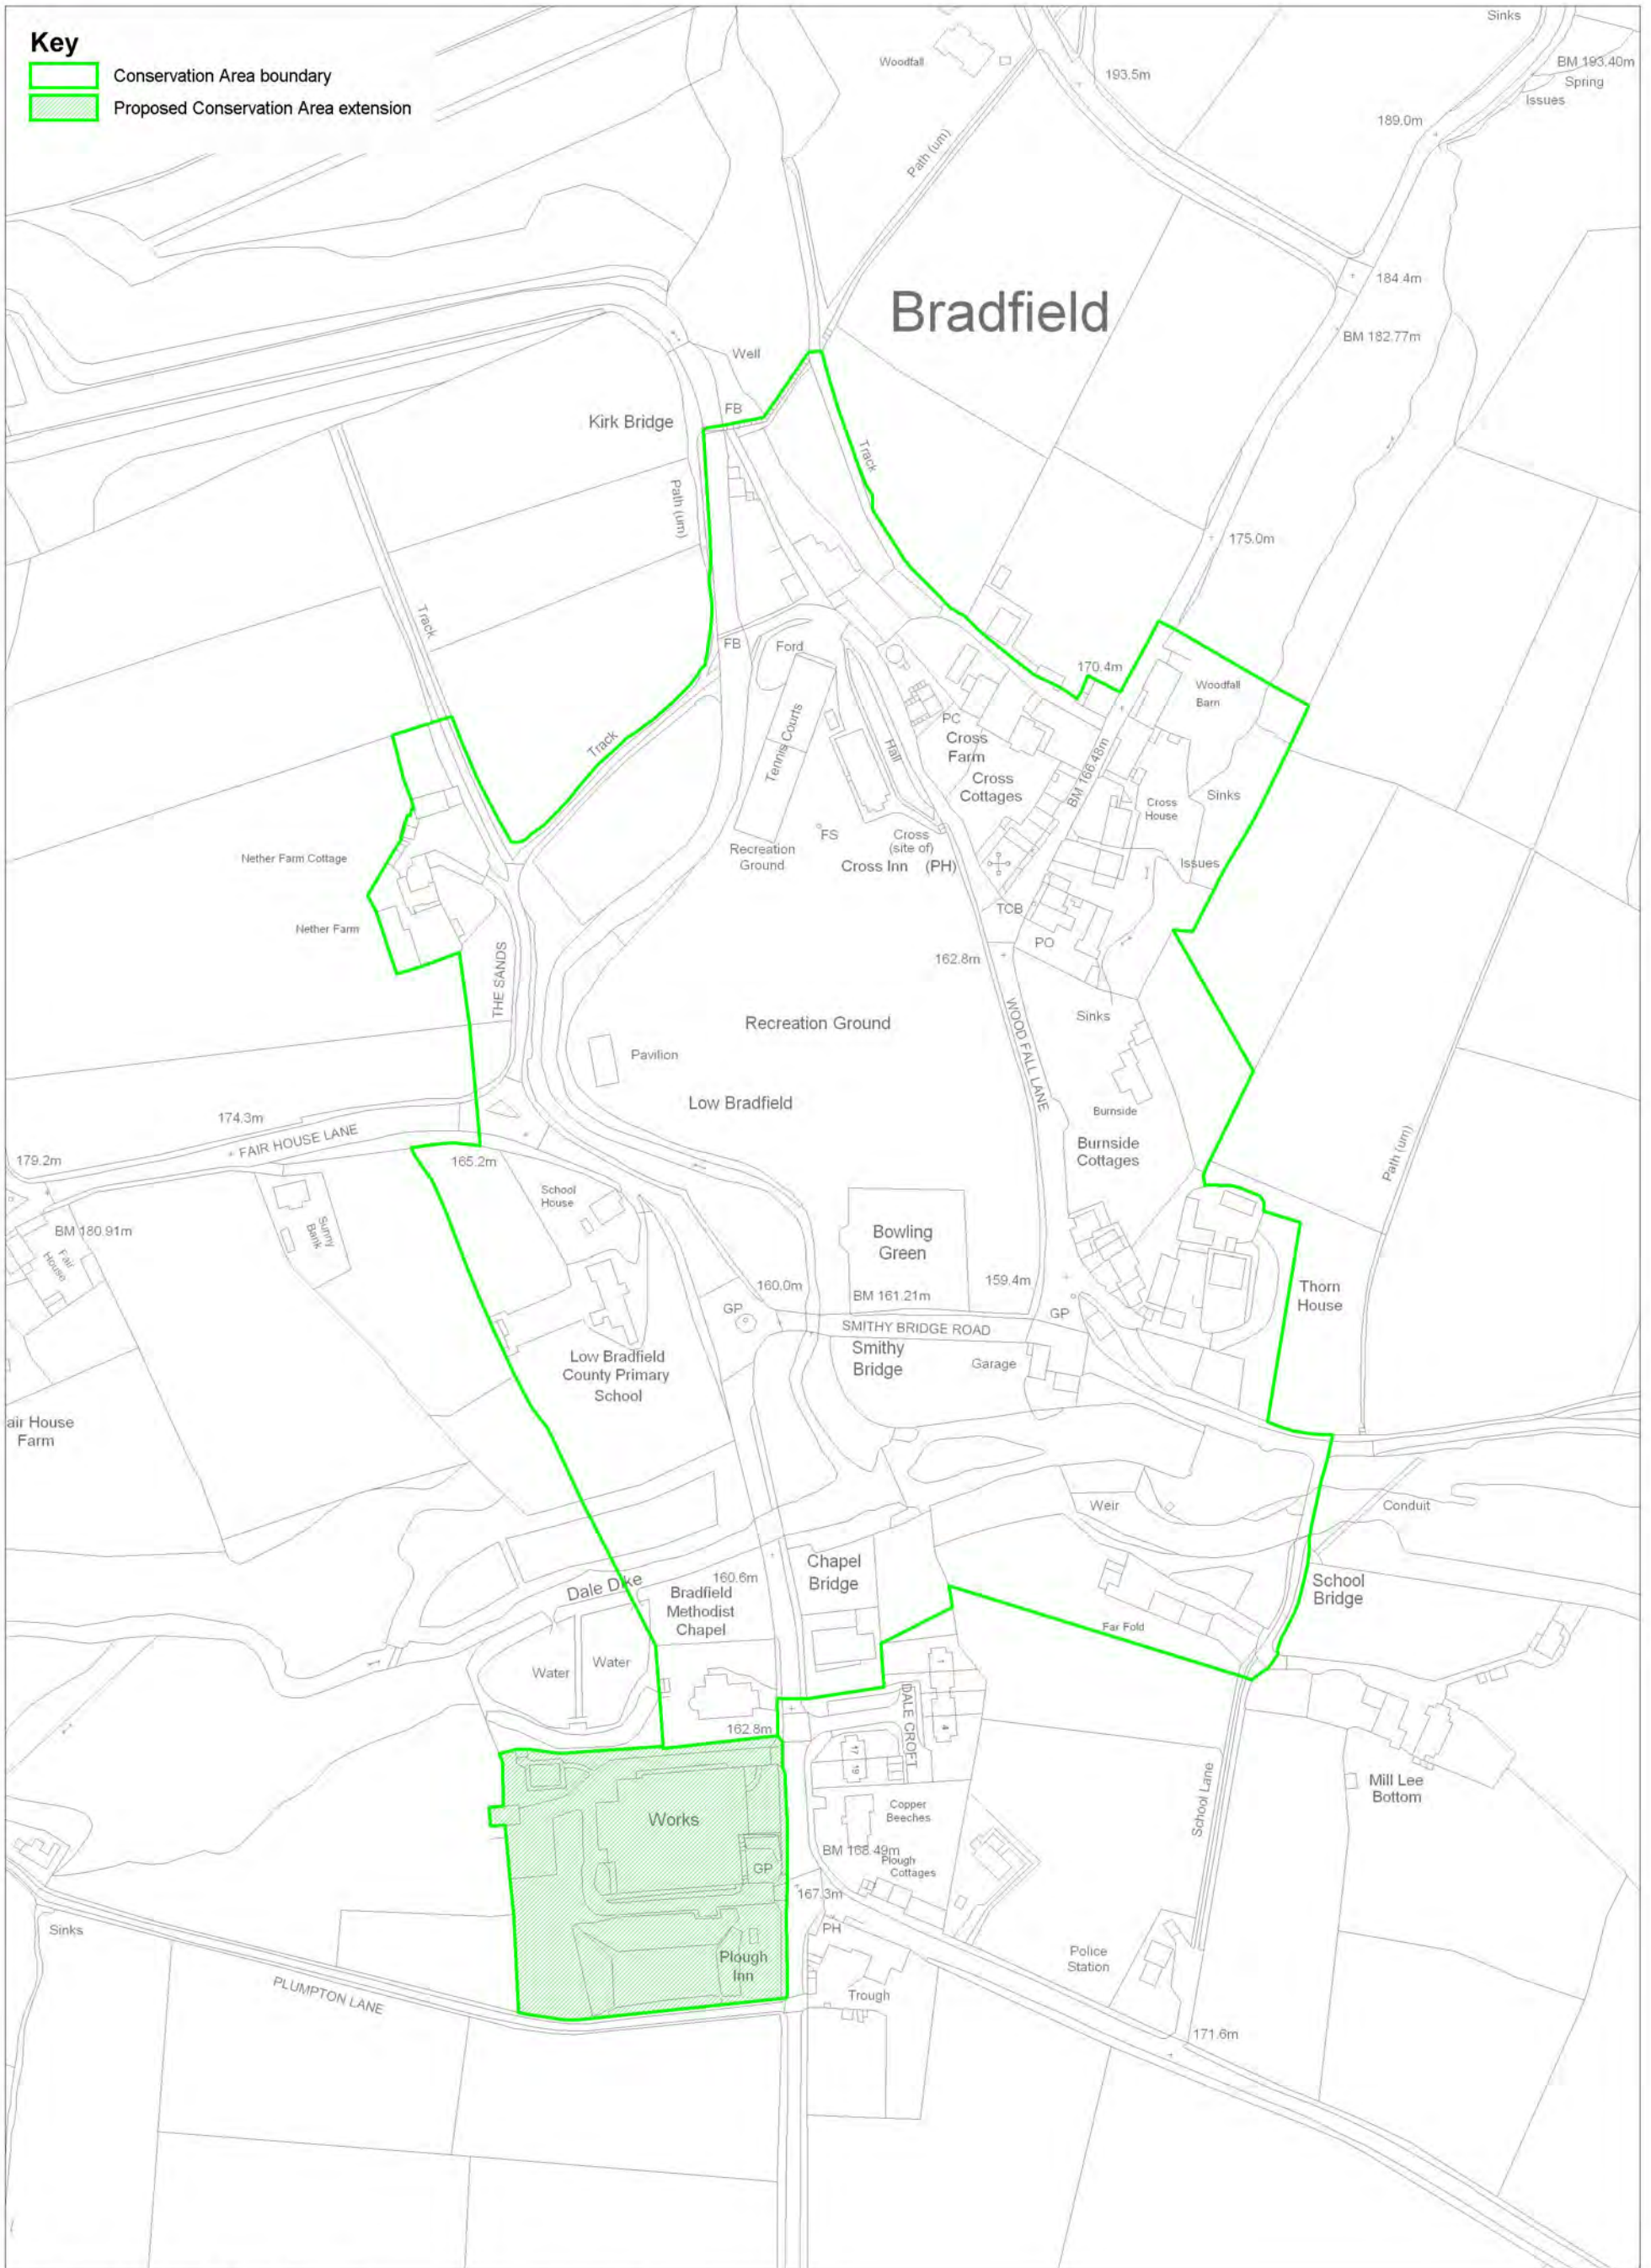 Key
Conservation Area boundary
Proposed Conservation Area extension
Sinks
BM 193.40m
Spring
Issues
Woodfall
193.5m
189.0m
Path (um)
184.4m
Bradfield
BM 182.77m
Well
FB
Kirk Bridge
Track
Path (um)
175.0m
Track
FB
Ford
170.4m
Woodfall
Barn
Tennis Courts
Hall
PC
Cross
Farm
Cross
Cottages
BM 166.48m
Cross
House
Sinks
Track
FS
Recreation
Ground
Cross
(site of)
Cross Inn (PH)
Issues
Nether Farm Cottage
Nether Farm
TCB
PO
162.8m
THE SANDS
WOOD FALL LANE
Recreation Ground
Sinks
Pavilion
Low Bradfield
Burnside
174.3m
FAIR HOUSE LANE
179.2m
165.2m
Burnside
Cottages
Path (um)
School
House
Sunny
Bank
BM 180.91m
Fair
House
Bowling
Green
160.0m
BM 161.21m
159.4m
Thorn
House
GP
GP
SMITHY BRIDGE ROAD
Smithy
Bridge
Garage
Low Bradfield
County Primary
School
air House
Farm
Weir
Conduit
Chapel
Bridge
Dale Dike
160.6m
Bradfield
Methodist
Chapel
School
Bridge
Far Fold
Water
Water
1
4
DALE CROFT
162.8m
17
19
School Lane
Mill Lee
Bottom
Works
Copper
Beeches
BM 168.49m
Plough
Cottages
GP
167.3m
PH
Sinks
Plough
Inn
Police
Station
PLUMPTON LANE
Trough
171.6m